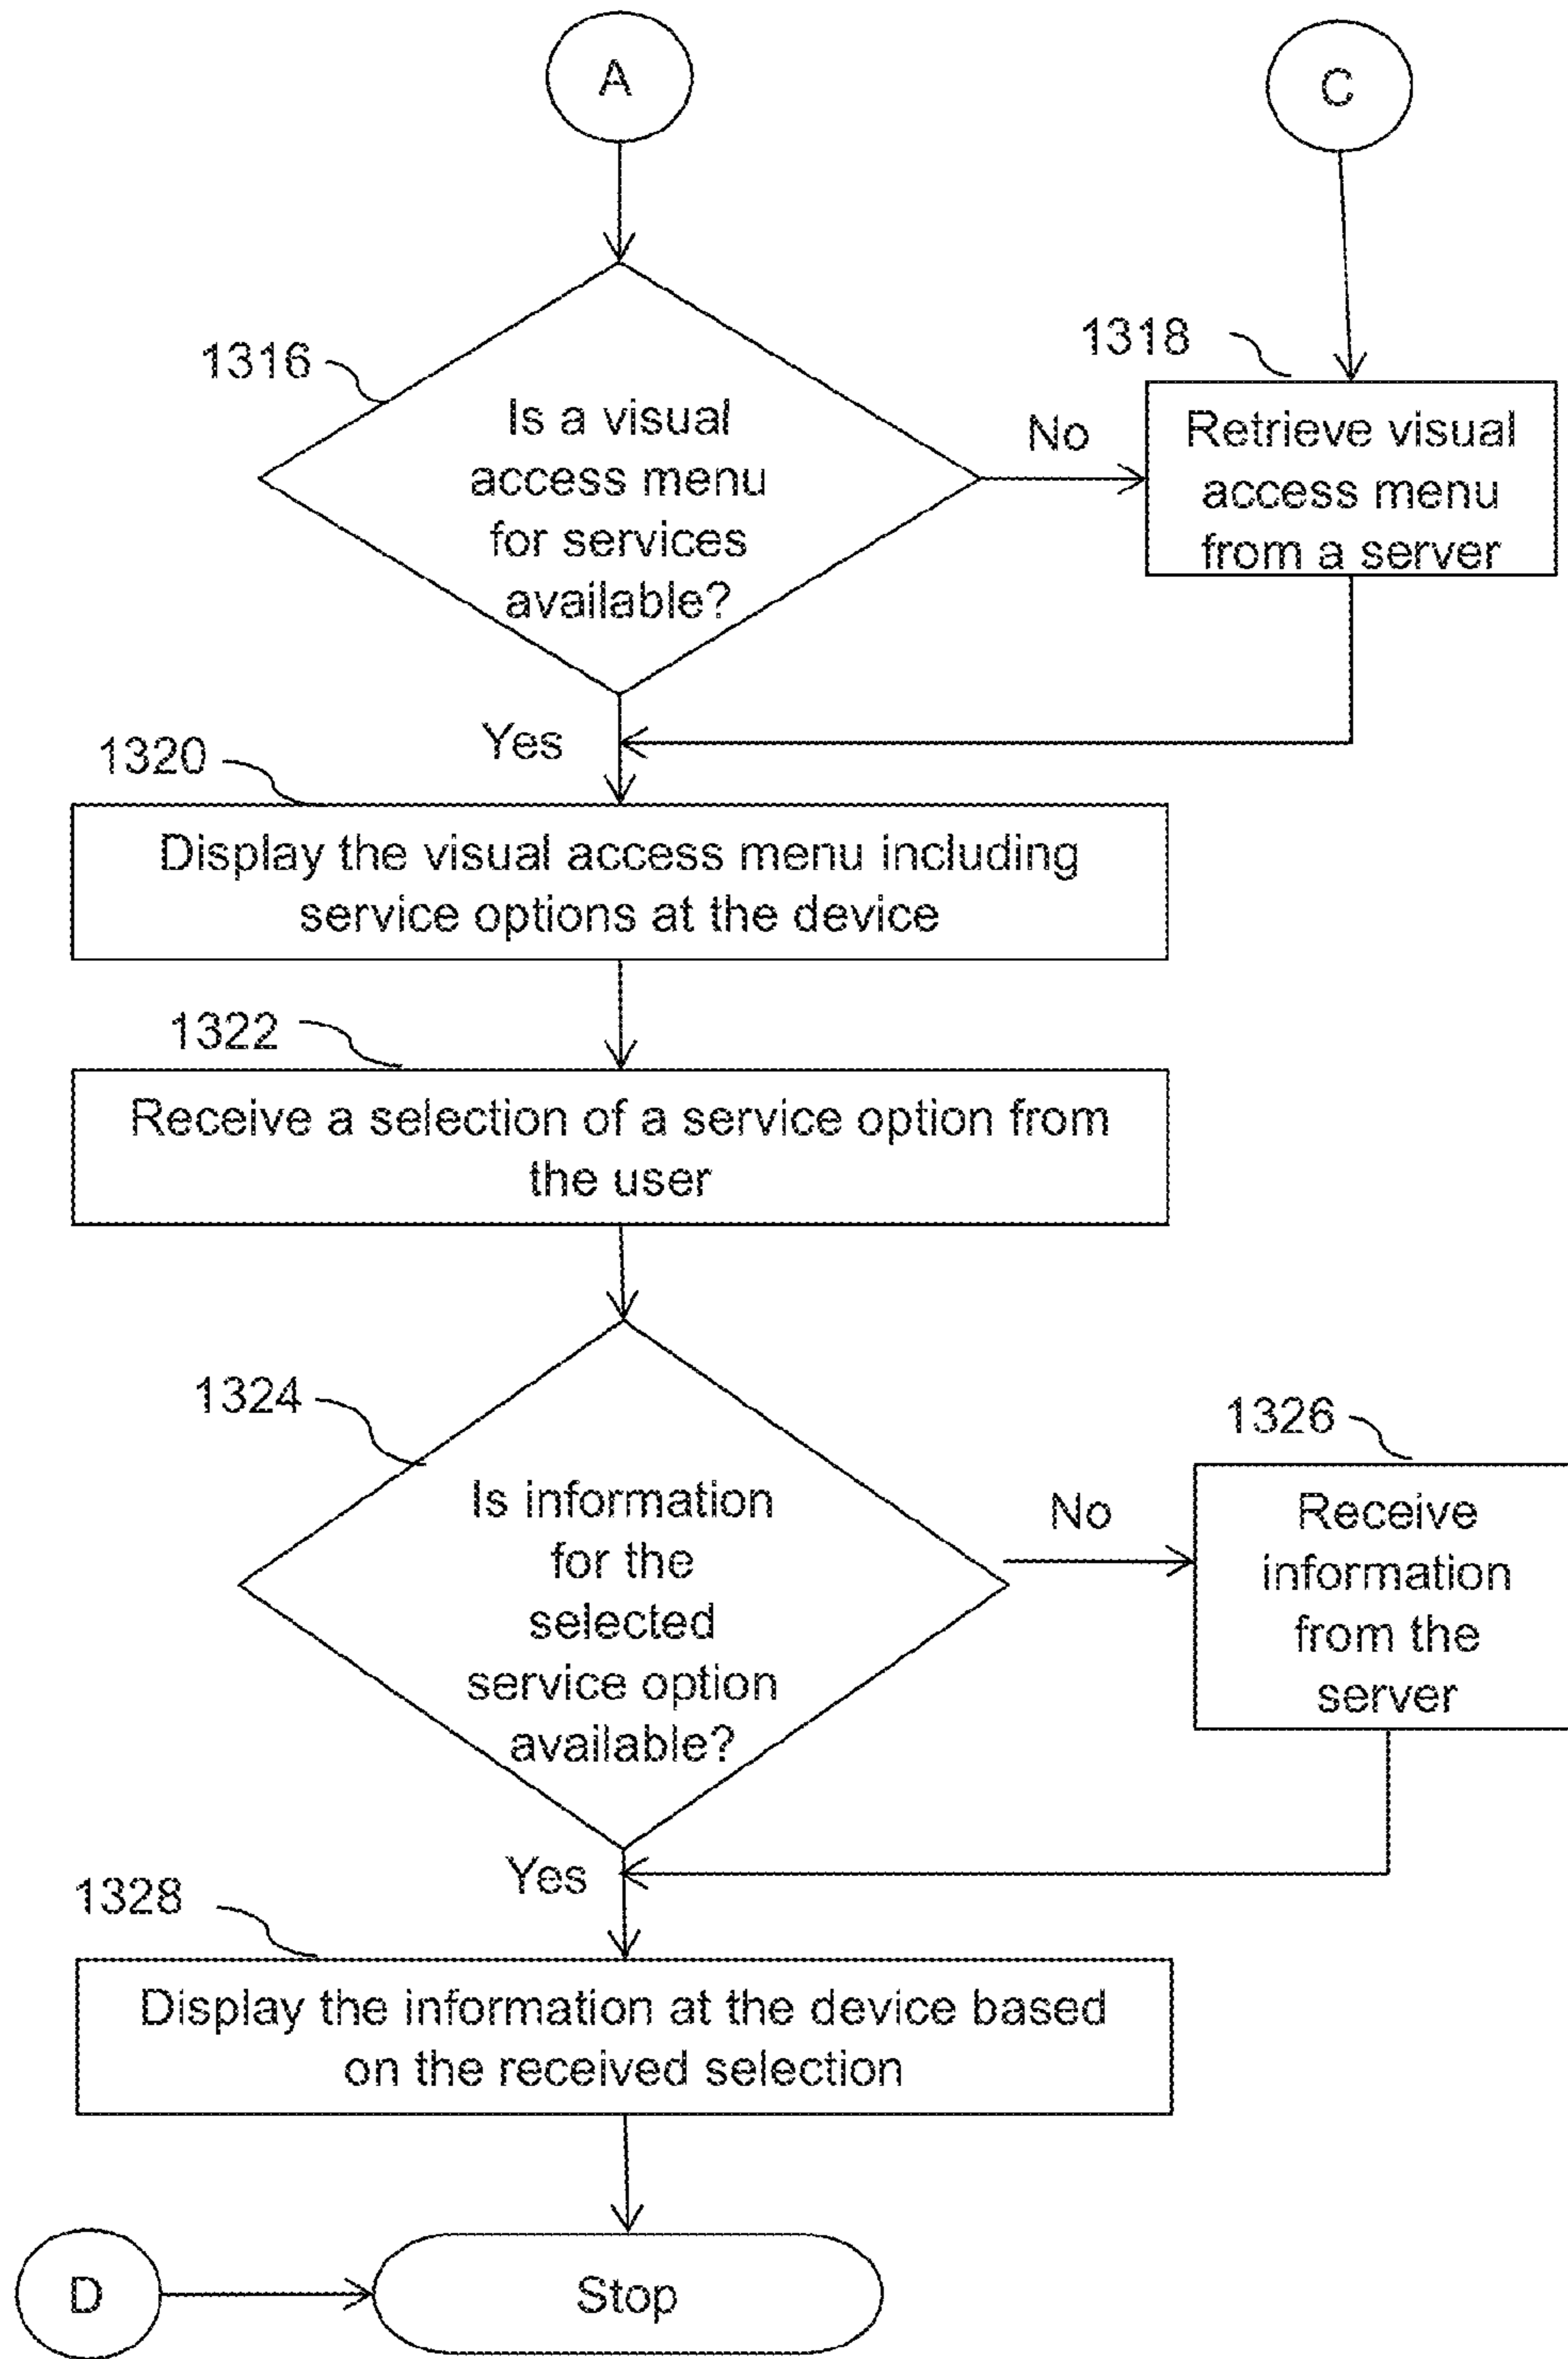 A
C
1316
Is a visual
access menu
for services
available?
No
1318
Retrieve visual
access menu
from a server
Yes
1320
Display the visual access menu including
service options at the device
1322
Receive a selection of a service option from
the user
1324
Is information
for the
selected
service option
available?
No
1326
Receive
information
from the
server
Yes
1328
Display the information at the device based
on the received selection
D
Stop